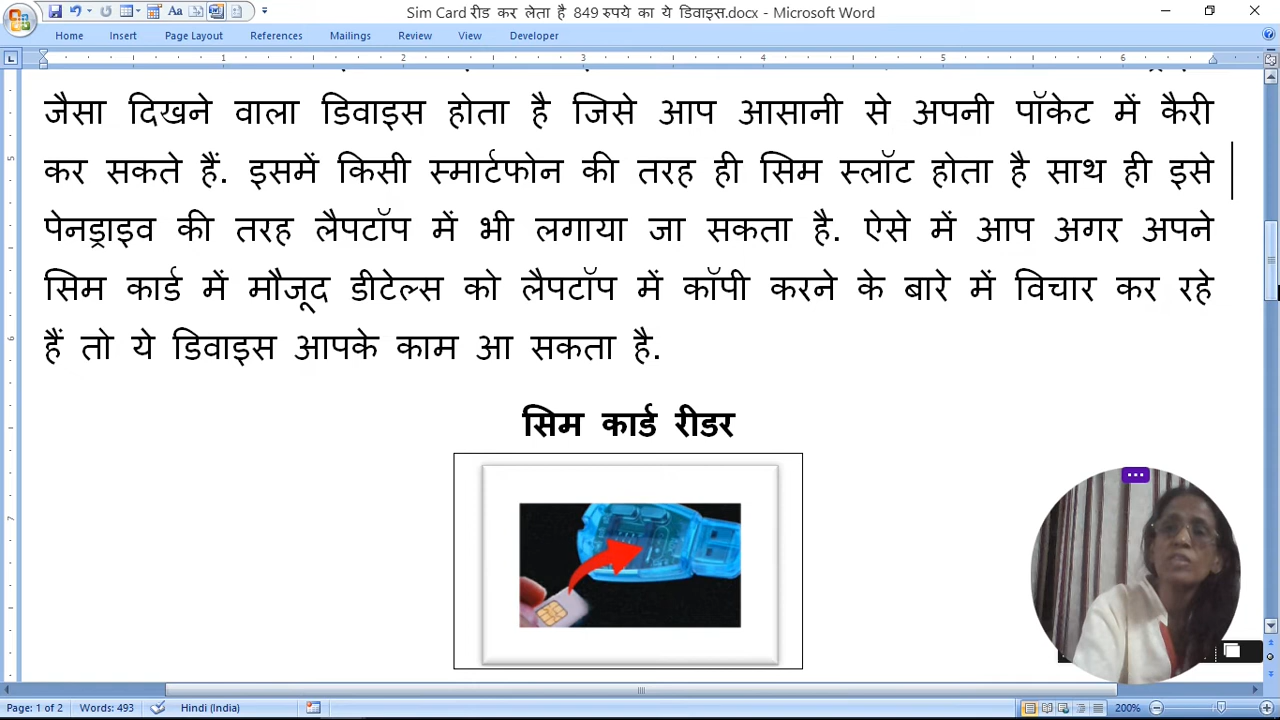 Sim Card रीड कर लेता है 849 रुपये का ये डिवाइस.docx - Microsoft Word
Home Insert Page Layout References Mailings Review View Developer
जैसा दिखने वाला डिवाइस होता है जिसे आप आसानी से अपनी पॉकेट में कैरी
कर सकते हैं. इसमें किसी स्मार्टफोन की तरह ही सिम स्लॉट होता है साथ ही इसे
पेनड्राइव की तरह लैपटॉप में भी लगाया जा सकता है. ऐसे में आप अगर अपने
सिम कार्ड में मौजूद डीटेल्स को लैपटॉप में कॉपी करने के बारे में विचार कर रहे
हैं तो ये डिवाइस आपके काम आ सकता है.
सिम कार्ड रीडर
Page: 1 of 2 Words: 493 Hindi (India) 200%